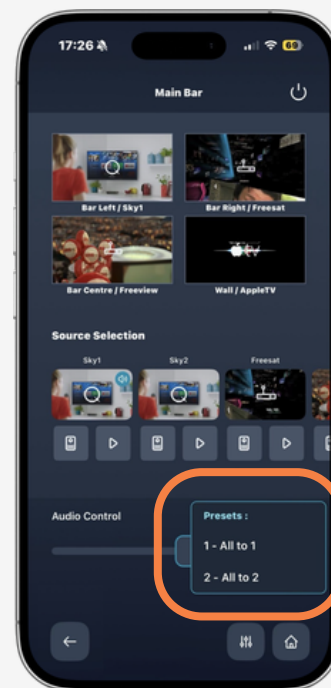 17:26
60
Main Bar
Bar Left / Sky1
Bar Right / Freesat
Bar Centre / Freeview
tv
Wall / AppleTV
Source Selection
Sky1
Sky2
Freesat
Audio Control
Presets :
1 - All to 1
2 - All to 2